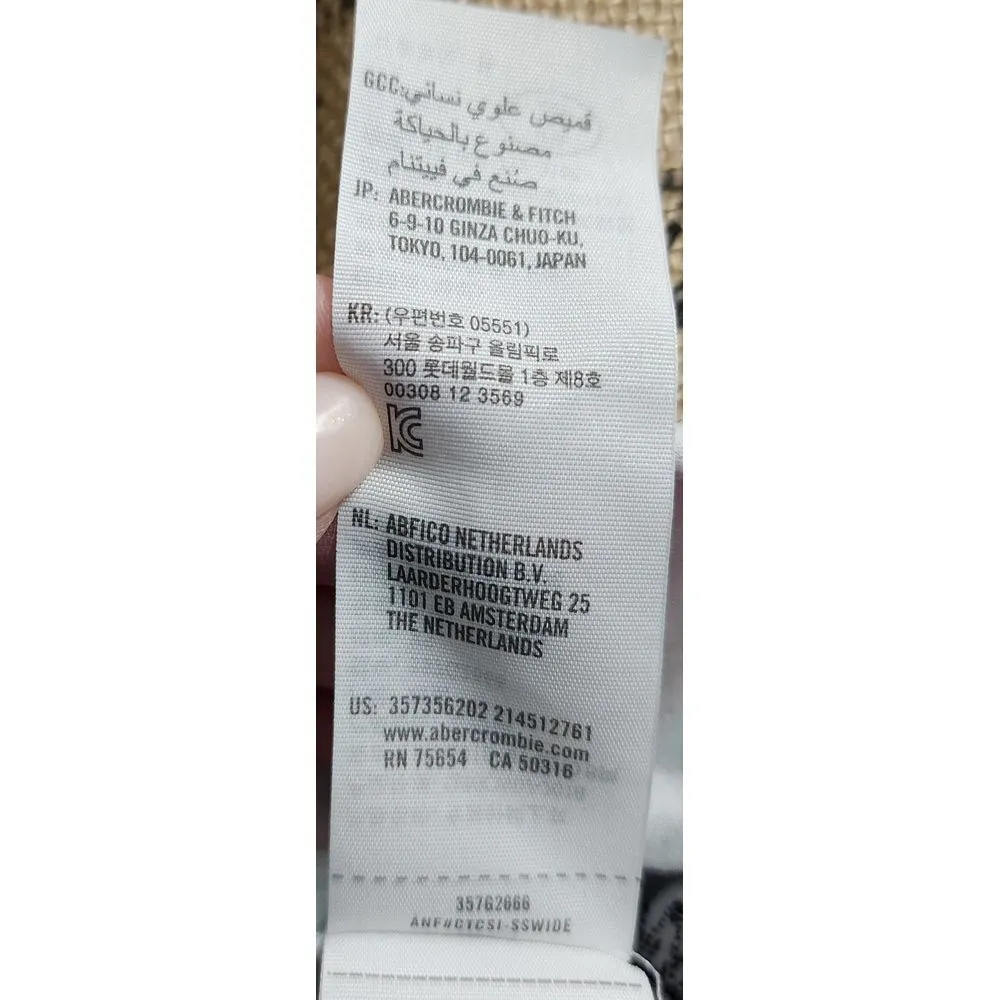 GCC: قميص علوي نسائي
مصنوع بالحياكة
صُنع في فييتنام
JP: ABERCROMBIE & FITCH
6-9-10 GINZA CHUO-KU,
TOKYO, 104-0061, JAPAN
KR: (우편번호 05551)
서울 송파구 올림픽로
300 롯데월드몰 1층 제8호
00308 12 3569
KC
NL: ABFICO NETHERLANDS
DISTRIBUTION B.V.
LAARDERHOOGTWEG 25
1101 EB AMSTERDAM
THE NETHERLANDS
US: 357356202 214512761
www.abercrombie.com
RN 75654 CA 50316
35762666
ANF#CTCSI-SSWIDE